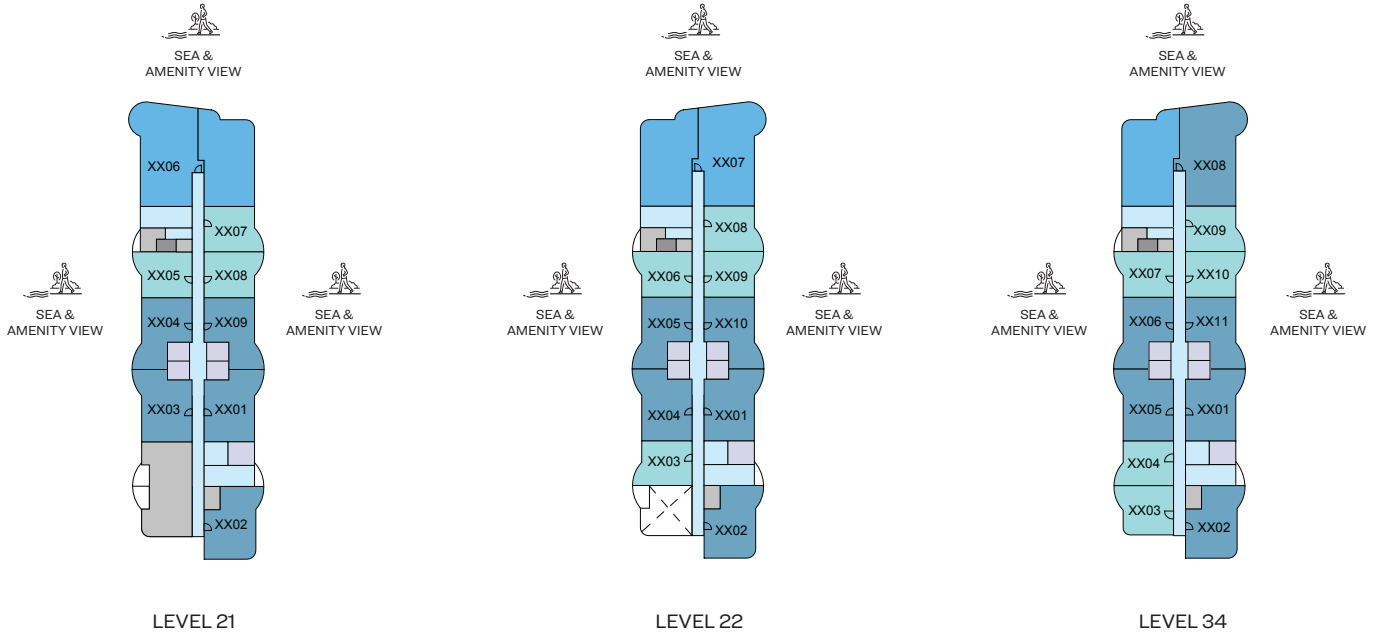 SEA &
AMENITY VIEW
XX06
XX07
XX05
XX08
SEA &
AMENITY VIEW
SEA &
AMENITY VIEW
XX04
XX09
XX03
XX01
XX02
LEVEL 21
SEA &
AMENITY VIEW
XX07
XX08
XX06
XX09
SEA &
AMENITY VIEW
SEA &
AMENITY VIEW
XX05
XX10
XX04
XX01
XX03
XX02
LEVEL 22
SEA &
AMENITY VIEW
XX08
XX09
XX07
XX10
SEA &
AMENITY VIEW
SEA &
AMENITY VIEW
XX06
XX11
XX05
XX01
XX04
XX03
XX02
LEVEL 34